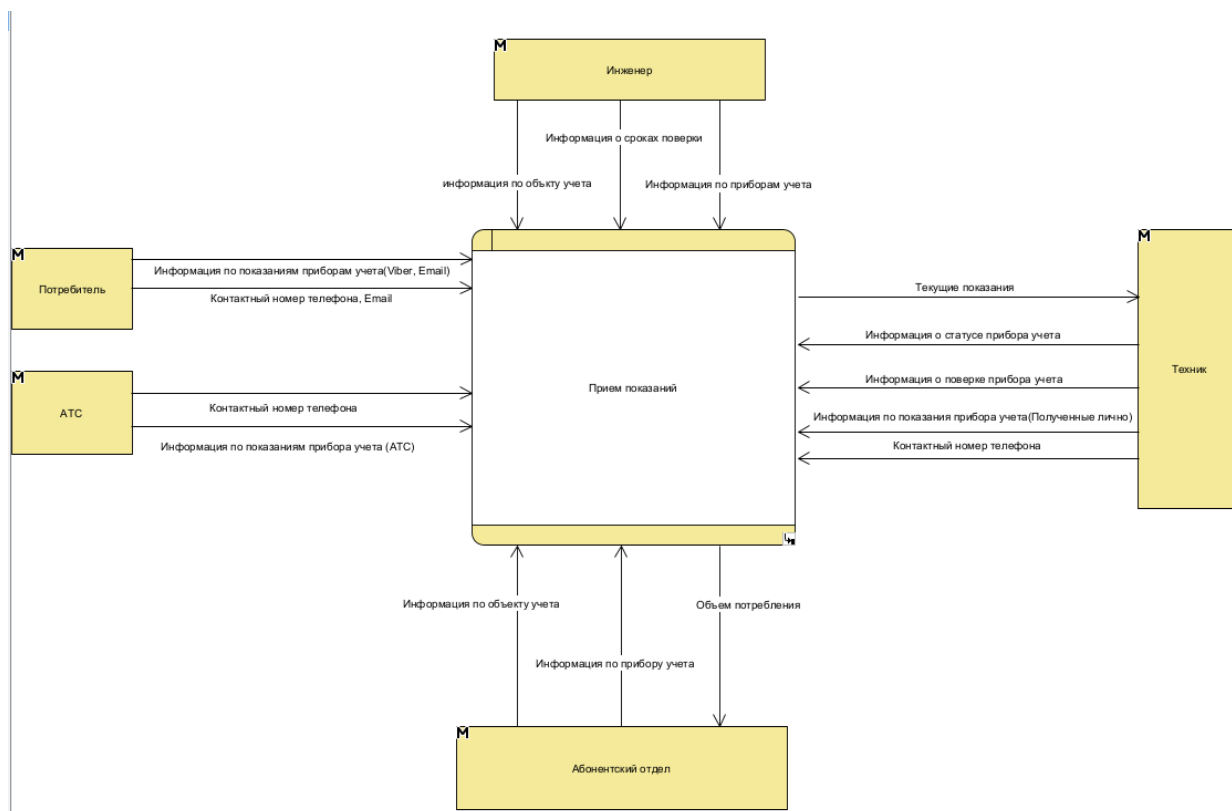 M
Инженер
Информация о сроках поверки
информация по объкту учета
Информация по приборам учета
M
Потребитель
Информация по показаниям приборам учета(Viber, Email)
Контактный номер телефона, Email
M
АТС
Контактный номер телефона
Информация по показаниям прибора учета (АТС)
Прием показаний
M
Техник
Текущие показания
Информация о статусе прибора учета
Информация о поверке прибора учета
Информация по показания прибора учета(Полученные лично)
Контактный номер телефона
Информация по объекту учета
Объем потребления
Информация по прибору учета
M
Абонентский отдел